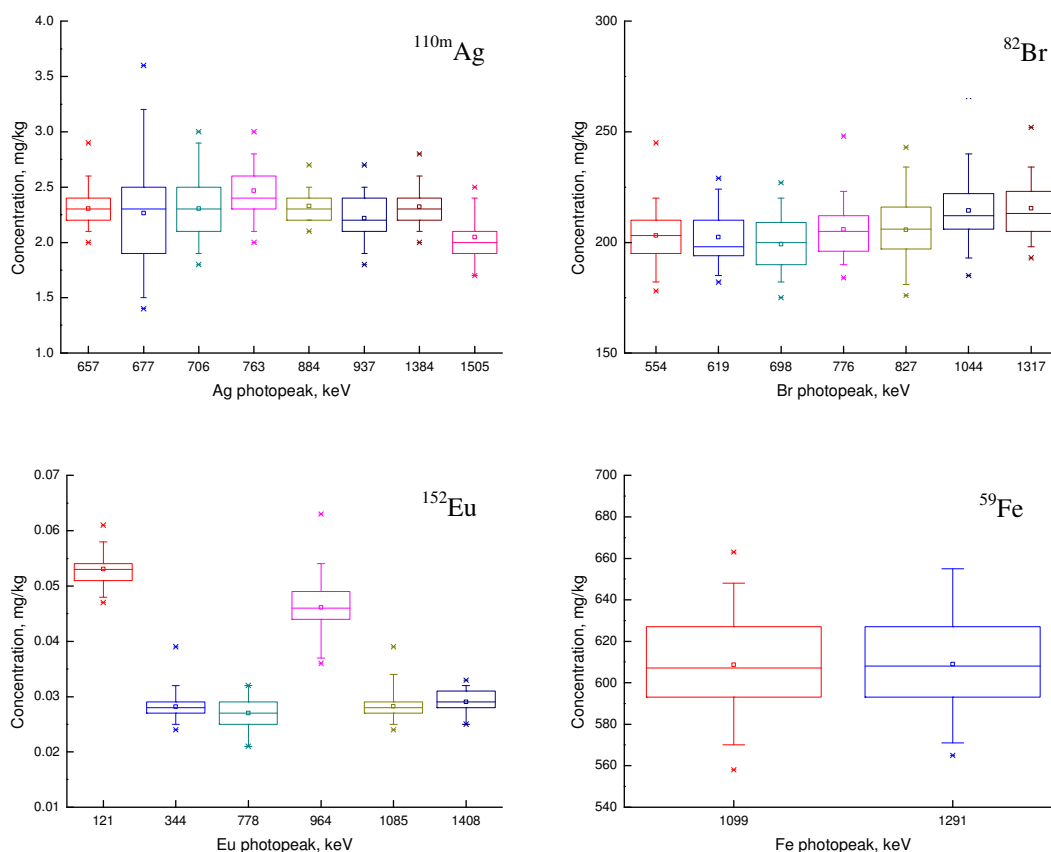 4.0
3.5
3.0
2.5
2.0
1.5
1.0
Concentration, mg/kg
110mAg
657 677 706 763 884 937 1384 1505
Ag photopeak, keV
300
250
200
150
Concentration, mg/kg
82Br
554 619 698 776 827 1044 1317
Br photopeak, keV
0.07
0.06
0.05
0.04
0.03
0.02
0.01
Concentration, mg/kg
152Eu
121 344 778 964 1085 1408
Eu photopeak, keV
700
680
660
640
620
600
580
560
540
Concentration, mg/kg
59Fe
1099 1291
Fe photopeak, keV